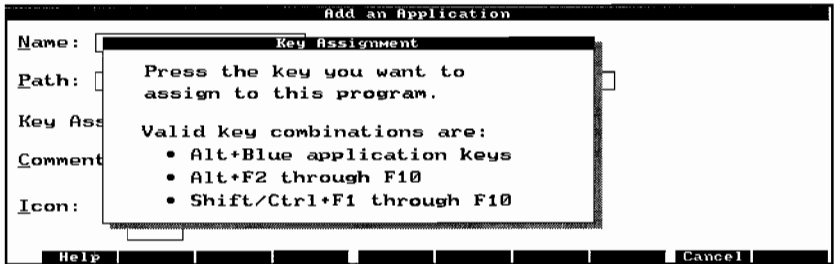 Add an Application
Name:
Key Assignment
Press the key you want to
assign to this program.
Path:
Key Ass
Valid key combinations are:
• Alt+Blue application keys
Comment
• Alt+F2 through F10
• Shift/Ctrl+F1 through F10
Icon:
Help Cancel